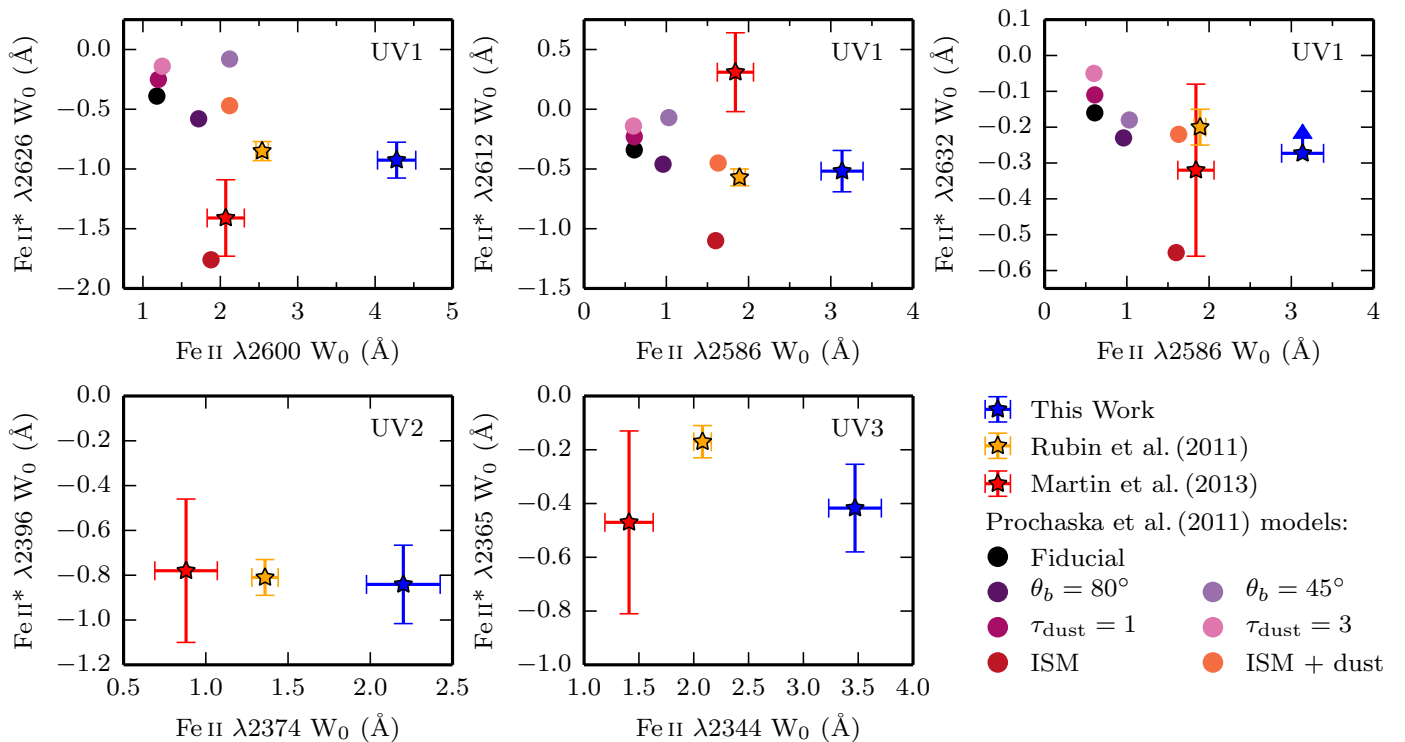 Fe II* λ2626 W₀ (Å)
0.0
−0.5
−1.0
−1.5
−2.0
UV1
1 2 3 4 5
Fe II λ2600 W₀ (Å)
Fe II* λ2612 W₀ (Å)
0.5
0.0
−0.5
−1.0
−1.5
UV1
0 1 2 3 4
Fe II λ2586 W₀ (Å)
Fe II* λ2632 W₀ (Å)
0.1
0.0
−0.1
−0.2
−0.3
−0.4
−0.5
−0.6
UV1
0 1 2 3 4
Fe II λ2586 W₀ (Å)
Fe II* λ2396 W₀ (Å)
0.0
−0.2
−0.4
−0.6
−0.8
−1.0
−1.2
UV2
0.5 1.0 1.5 2.0 2.5
Fe II λ2374 W₀ (Å)
Fe II* λ2365 W₀ (Å)
0.0
−0.2
−0.4
−0.6
−0.8
−1.0
UV3
1.0 1.5 2.0 2.5 3.0 3.5 4.0
Fe II λ2344 W₀ (Å)
This Work
Rubin et al. (2011)
Martin et al. (2013)
Prochaska et al. (2011) models:
Fiducial
θ_b = 80° θ_b = 45°
τ_dust = 1 τ_dust = 3
ISM ISM + dust